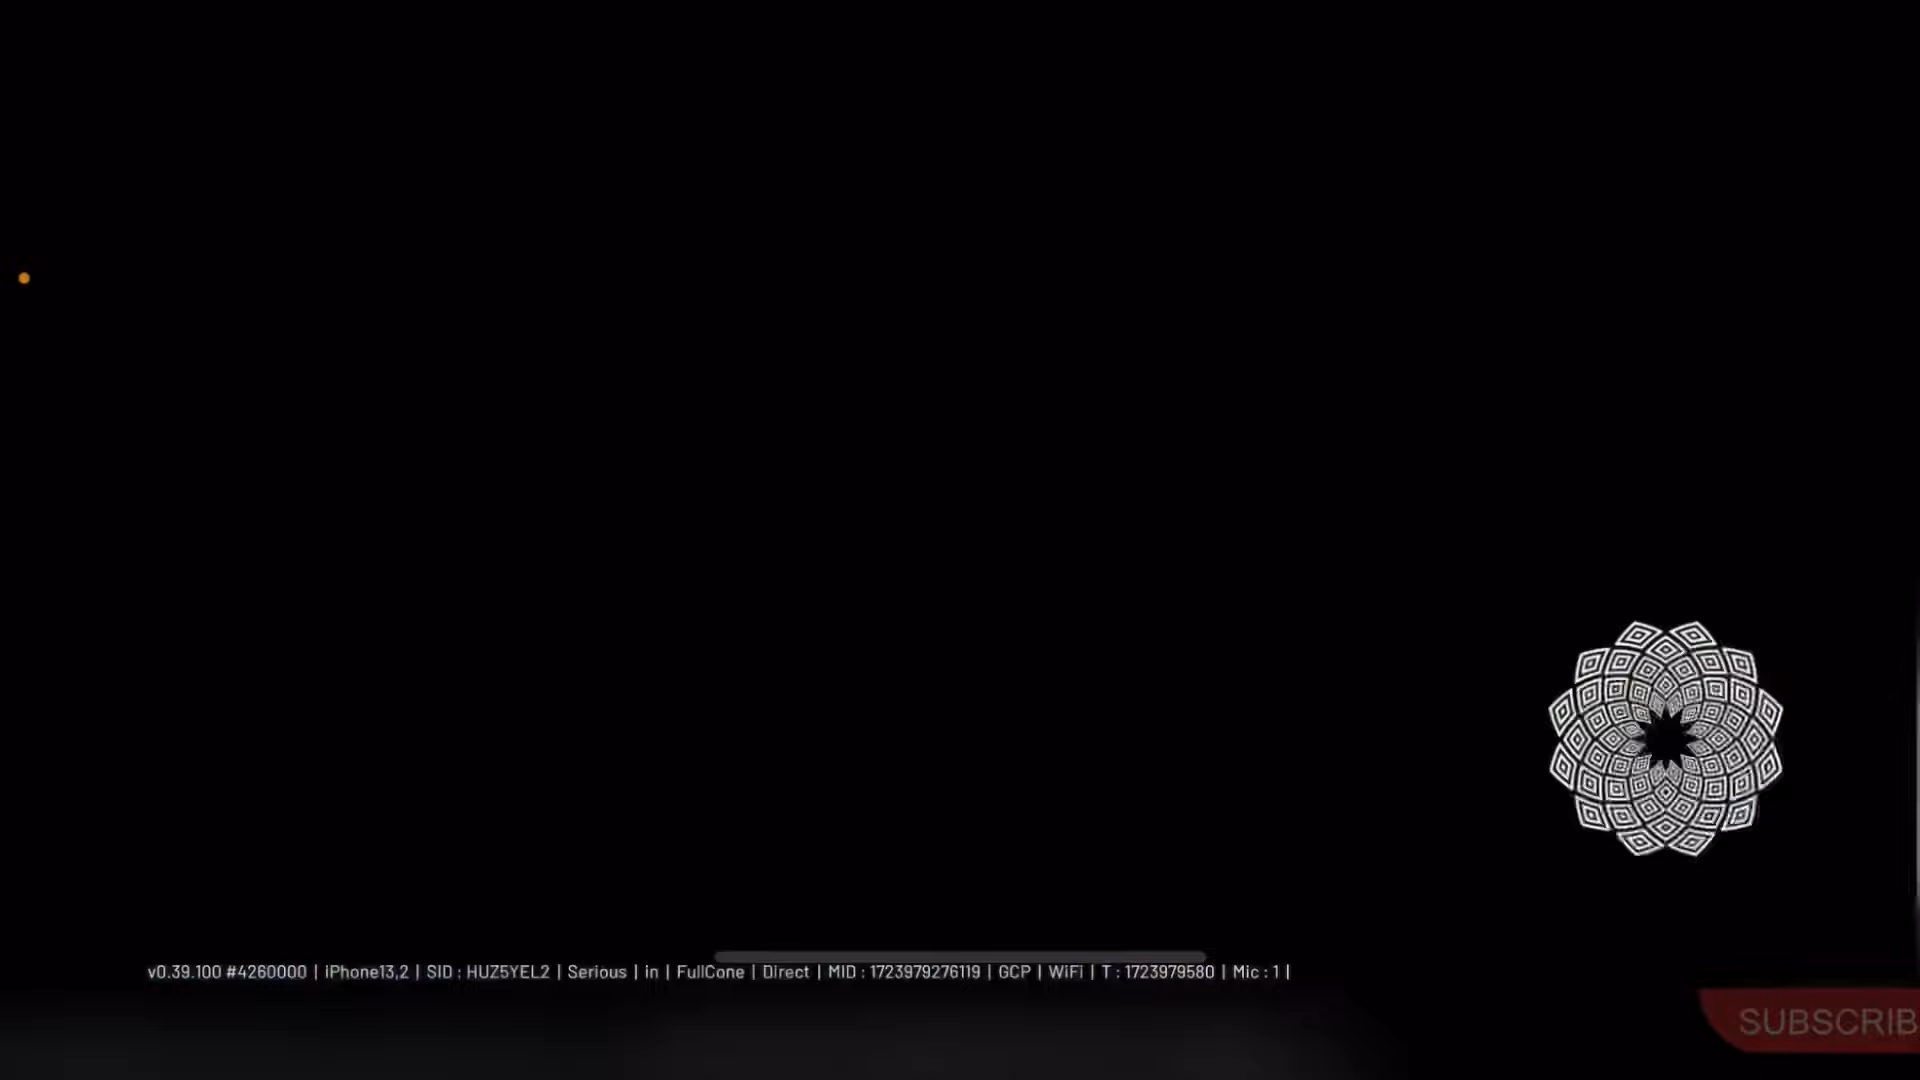 v0.39.100 #4260000 | iPhone13,2 | SID : HUZ5YEL2 | Serious | in | FullCone | Direct | MID : 1723979276119 | GCP | WiFi | T : 1723979580 | Mic : 1 |
SUBSCRIB